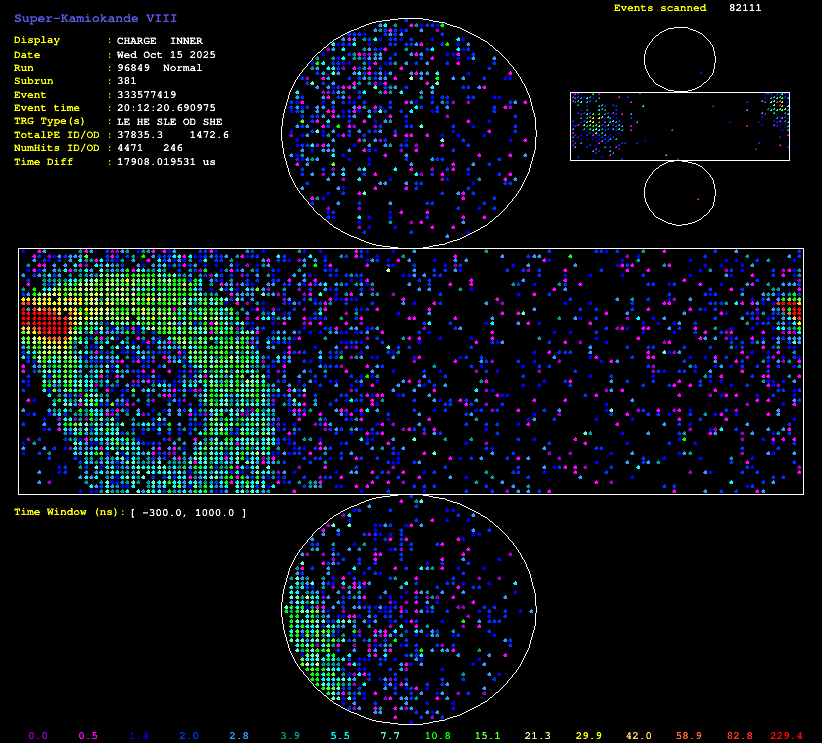 Super-Kamiokande VIII
Events scanned 82111
Display : CHARGE INNER
Date : Wed Oct 15 2025
Run : 96849 Normal
Subrun : 381
Event : 333577419
Event time : 20:12:20.690975
TRG Type(s) : LE HE SLE OD SHE
TotalPE ID/OD : 37835.3 1472.6
NumHits ID/OD : 4471 246
Time Diff : 17908.019531 us
Time Window (ns): [ -300.0, 1000.0 ]
0.0 0.5 1.4 2.0 2.8 3.9 5.5 7.7 10.8 15.1 21.3 29.9 42.0 58.9 82.8 229.4